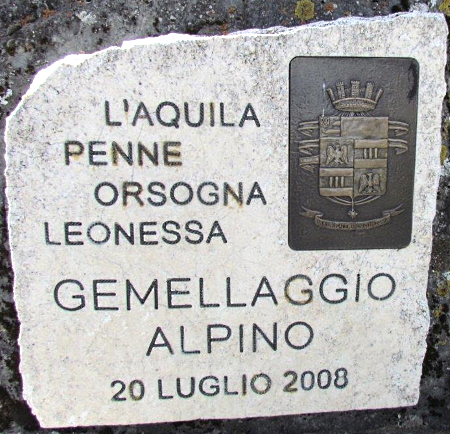 L'AQUILA
PENNE
ORSOGNA
LEONESSA
GEMELLAGGIO
ALPINO
20 LUGLIO 2008